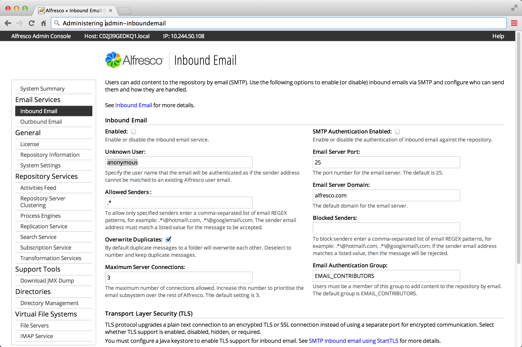 Alfresco » Inbound Em
Administering admin-inboundemail
Alfresco Admin Console Host: C02J39GEDKQ1.local IP: 10.244.50.108 Help
Alfresco Inbound Email
Users can add content to the repository by email (SMTP). Use the following options to enable (or disable) inbound emails via SMTP and configure who can
send them and how they are handled.
See Inbound Email for more details.
System Summary
Email Services
Inbound Email
Outbound Email
General
License
Repository Information
System Settings
Repository Services
Activities Feed
Repository Server
Clustering
Process Engines
Replication Service
Search Service
Subscription Service
Transformation Services
Support Tools
Download JMX Dump
Directories
Directory Management
Virtual File Systems
File Servers
IMAP Service
Inbound Email
Enabled:
Enable or disable the inbound email service.
Unknown User:
anonymous
Specify the user name that the email will be authenticated as if the sender address
cannot be matched to an existing Alfresco user email.
Allowed Senders :
.*
To allow only specified senders enter a comma-separated list of email REGEX
patterns, for example: .*\@hotmail\.com, .*\@googlemail\.com. The sender email
address must match a listed value for the message to be accepted.
Overwrite Duplicates:
By default duplicate messages to a folder will overwrite each other. Deselect to
number and keep duplicate messages.
Maximum Server Connections:
3
The maximum number of connections allowed. Increase this number to prioritise the
email subsystem over the rest of Alfresco. The default setting is 3.
SMTP Authentication Enabled:
Enable or disable the authentication of inbound email against the repository.
Email Server Port:
25
The port number for the email server. The default is 25.
Email Server Domain:
alfresco.com
The default domain for the email server.
Blocked Senders:
To block senders enter a comma-separated list of email REGEX patterns, for
example: .*\@hotmail\.com, .*\@googlemail\.com. If the sender email address
matches a listed value, then the message will be rejected.
Email Authentication Group:
EMAIL_CONTRIBUTORS
Users must be a member of this group to add content to the repository by email.
The default group is EMAIL_CONTRIBUTORS.
Transport Layer Security (TLS)
TLS protocol upgrades a plain text connection to an encrypted TLS or SSL connection instead of using a separate port for encrypted communication. Select
whether TLS support is enabled, disabled, hidden, or required.
You must configure a Java keystore to enable TLS support for inbound email. See SMTP inbound email using StartTLS for more details.